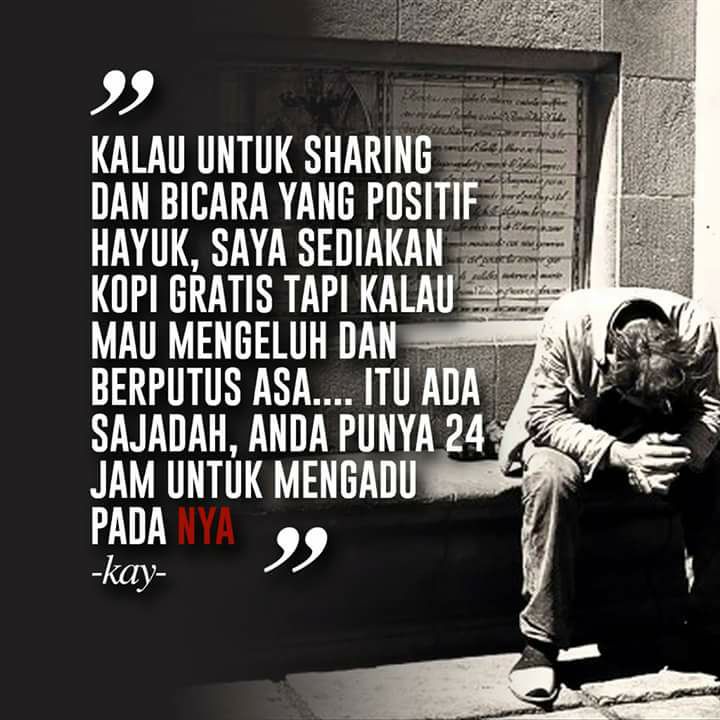 ”
KALAU UNTUK SHARING
DAN BICARA YANG POSITIF
HAYUK, SAYA SEDIAKAN
KOPI GRATIS TAPI KALAU
MAU MENGELUH DAN
BERPUTUS ASA.... ITU ADA
SAJADAH, ANDA PUNYA 24
JAM UNTUK MENGADU
PADA NYA
”
-kay-